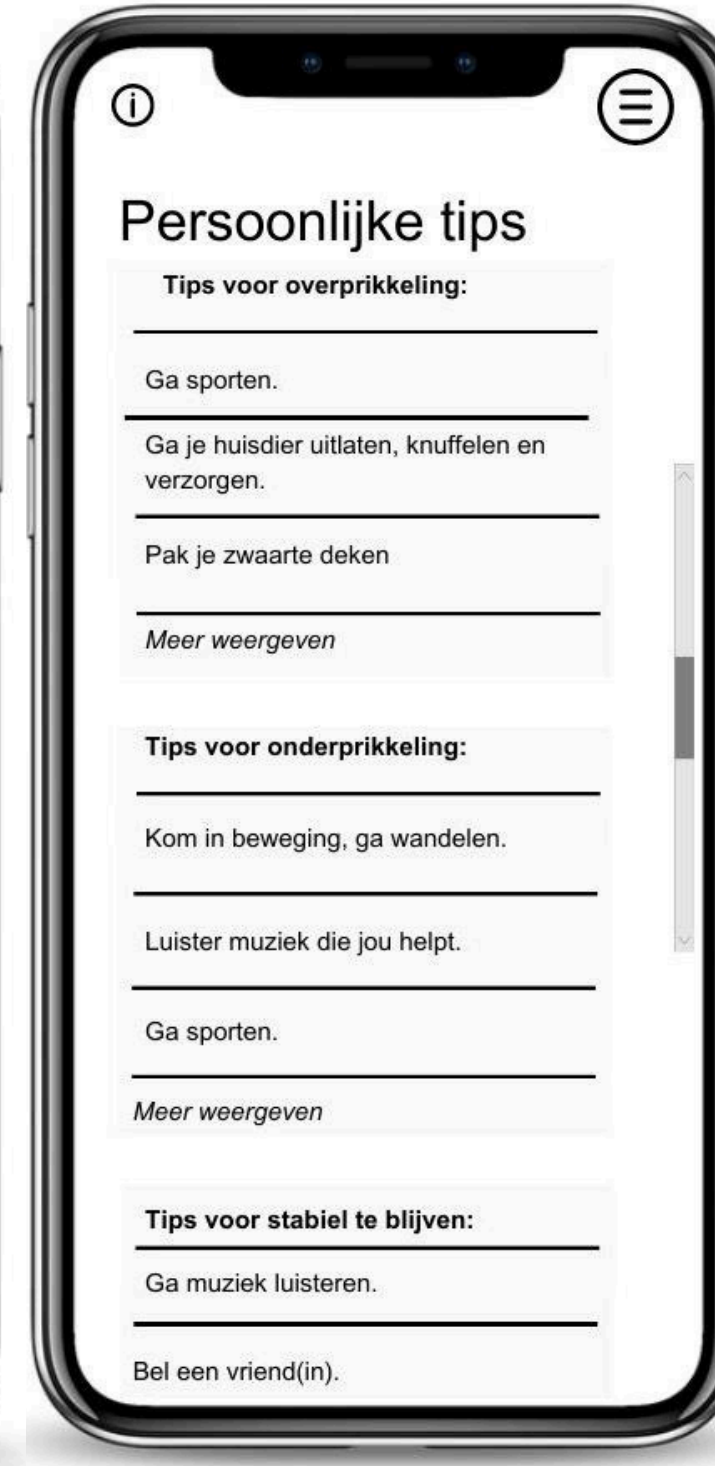 Persoonlijke tips
Tips voor overprikkeling:
Ga sporten.
Ga je huisdier uitlaten, knuffelen en
verzorgen.
Pak je zwaarte deken
Meer weergeven
Tips voor onderprikkeling:
Kom in beweging, ga wandelen.
Luister muziek die jou helpt.
Ga sporten.
Meer weergeven
Tips voor stabiel te blijven:
Ga muziek luisteren.
Bel een vriend(in).